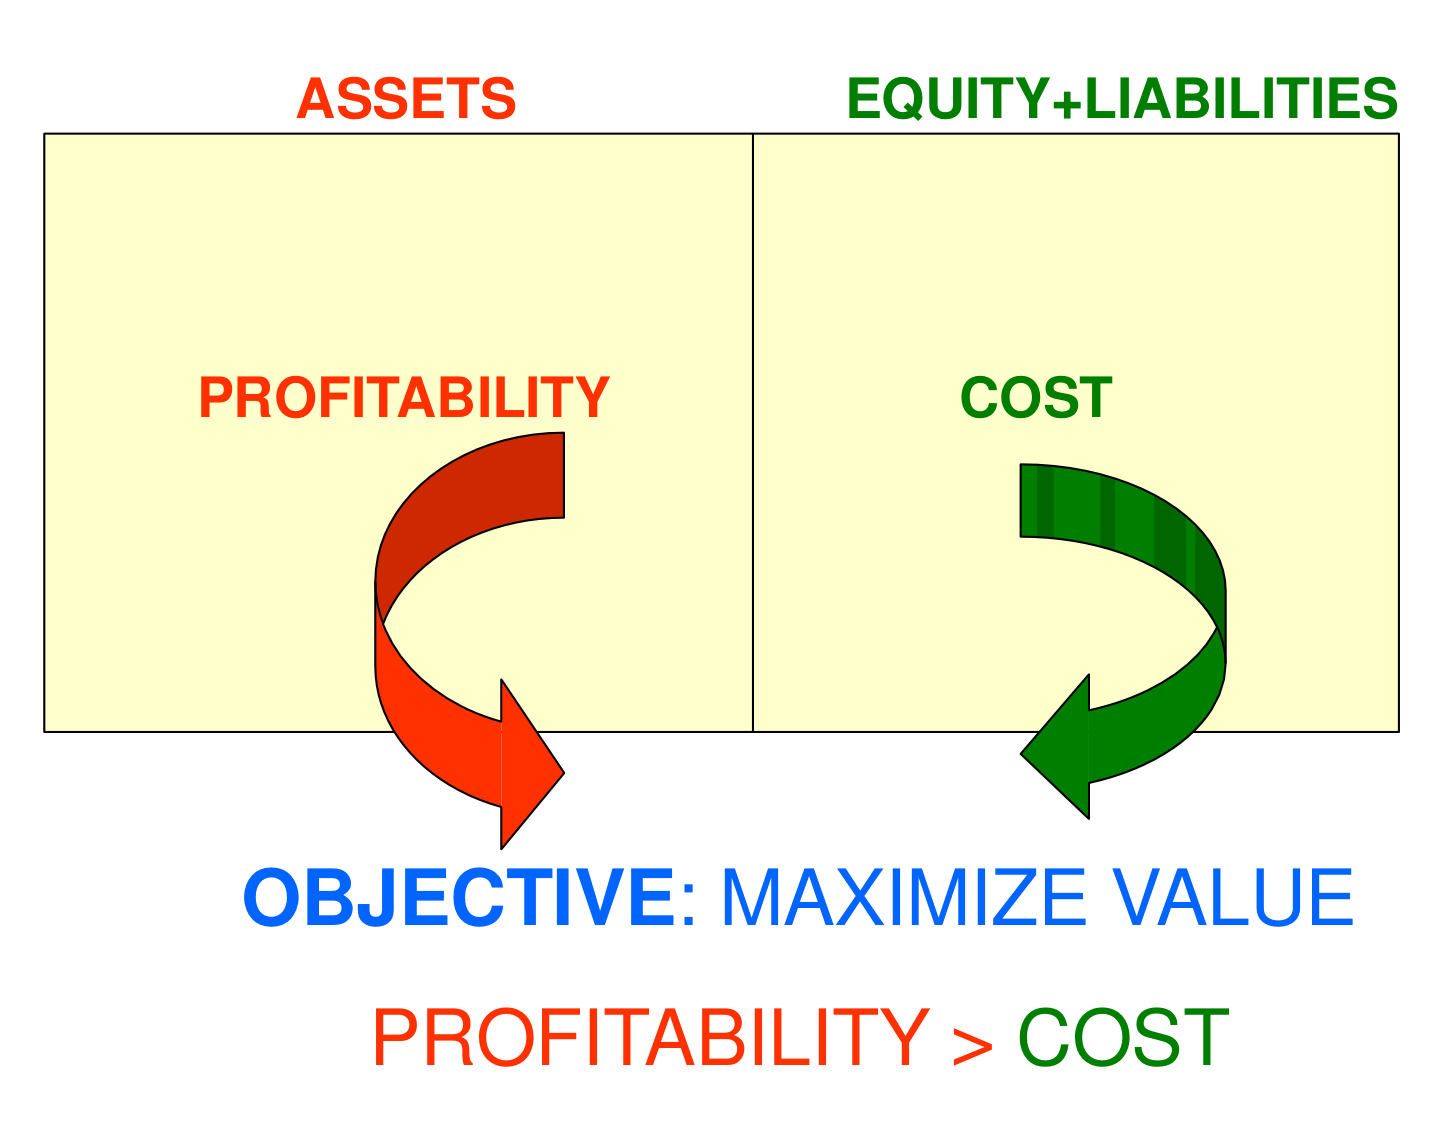 ASSETS EQUITY+LIABILITIES
PROFITABILITY COST
OBJECTIVE: MAXIMIZE VALUE
PROFITABILITY > COST